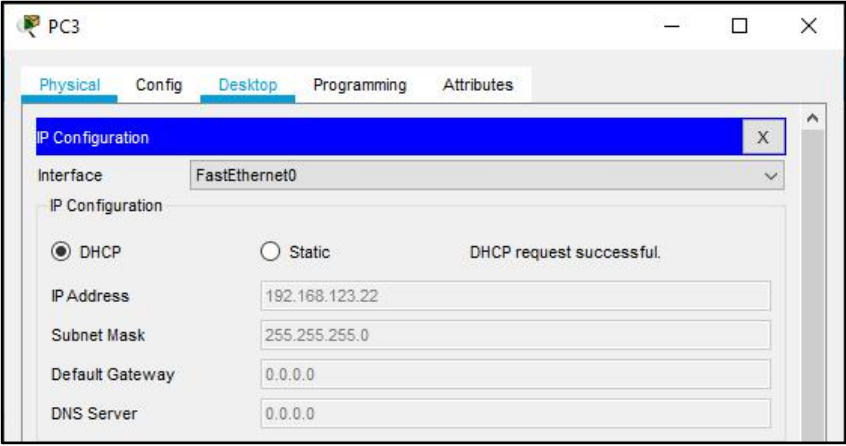 PC3
Physical Config Desktop Programming Attributes
IP Configuration X
Interface FastEthernet0
IP Configuration
DHCP Static DHCP request successful.
IP Address 192.168.123.22
Subnet Mask 255.255.255.0
Default Gateway 0.0.0.0
DNS Server 0.0.0.0